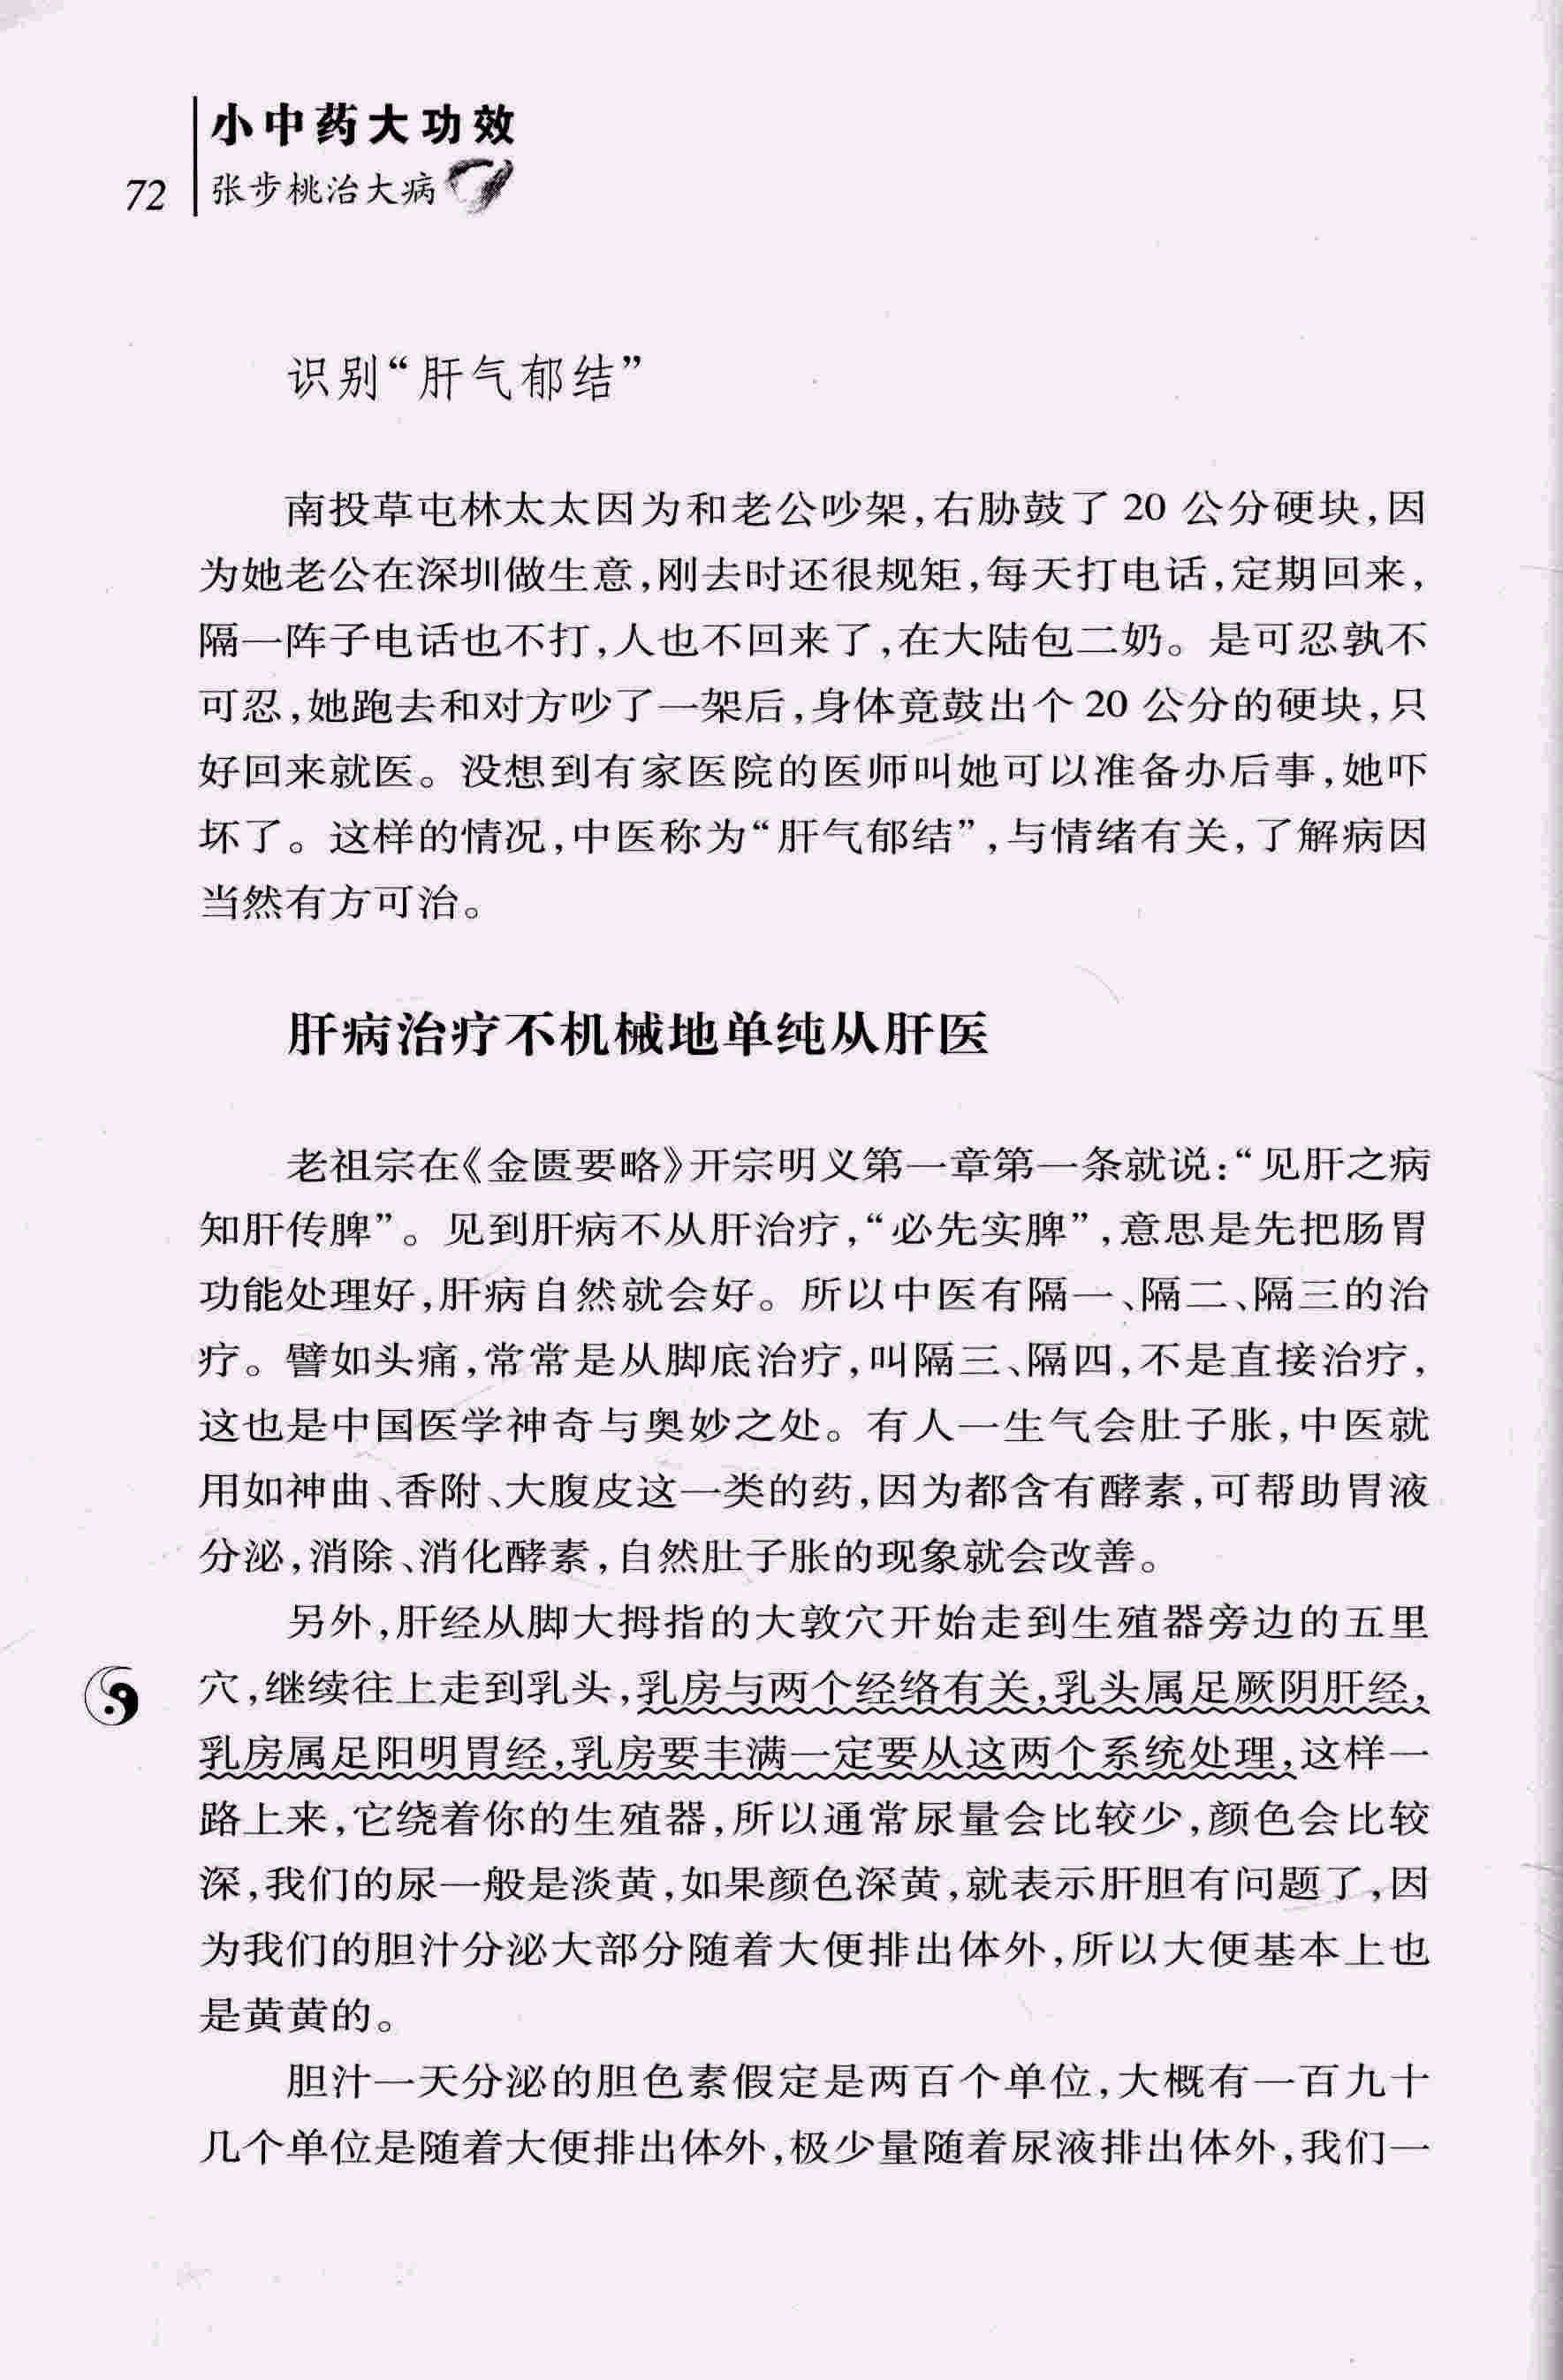 小中药大功效
72
张步桃治大病
识别“肝气郁结”
南投草屯林太太因为和老公吵架,右胁鼓了 20 公分硬块,因
为她老公在深圳做生意,刚去时还很规矩,每天打电话,定期回来,
隔一阵子电话也不打,人也不回来了,在大陆包二奶。是可忍孰不
可忍,她跑去和对方吵了一架后,身体竟鼓出个 20 公分的硬块,只
好回来就医。没想到有家医院的医师叫她可以准备办后事,她吓
坏了。这样的情况,中医称为“肝气郁结”,与情绪有关,了解病因
当然有方可治。
肝病治疗不机械地单纯从肝医
老祖宗在《金匮要略》开宗明义第一章第一条就说:“见肝之病
知肝传脾”。见到肝病不从肝治疗,“必先实脾”,意思是先把肠胃
功能处理好,肝病自然就会好。所以中医有隔一、隔二、隔三的治
疗。譬如头痛,常常是从脚底治疗,叫隔三、隔四,不是直接治疗,
这也是中国医学神奇与奥妙之处。有人一生气会肚子胀,中医就
用如神曲、香附、大腹皮这一类的药,因为都含有酵素,可帮助胃液
分泌,消除、消化酵素,自然肚子胀的现象就会改善。
另外,肝经从脚大拇指的大敦穴开始走到生殖器旁边的五里
穴,继续往上走到乳头,乳房与两个经络有关,乳头属足厥阴肝经,
乳房属足阳明胃经,乳房要丰满一定要从这两个系统处理,这样一
路上来,它绕着你的生殖器,所以通常尿量会比较少,颜色会比较
深,我们的尿一般是淡黄,如果颜色深黄,就表示肝胆有问题了,因
为我们的胆汁分泌大部分随着大便排出体外,所以大便基本上也
是黄黄的。
胆汁一天分泌的胆色素假定是两百个单位,大概有一百九十
几个单位是随着大便排出体外,极少量随着尿液排出体外,我们一